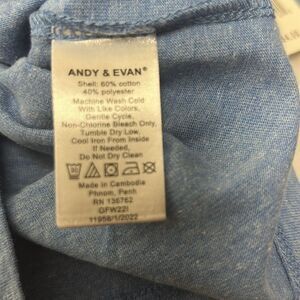 ANDY & EVAN®
Shell: 60% cotton
40% polyester
Machine Wash Cold
With Like Colors,
Gentle Cycle,
Non-Chlorine Bleach Only,
Tumble Dry Low,
Cool Iron From Inside
If Needed,
Do Not Dry Clean
Made in Cambodia
Phnom, Penh
RN 136762
GFW22I
11956/1/2022